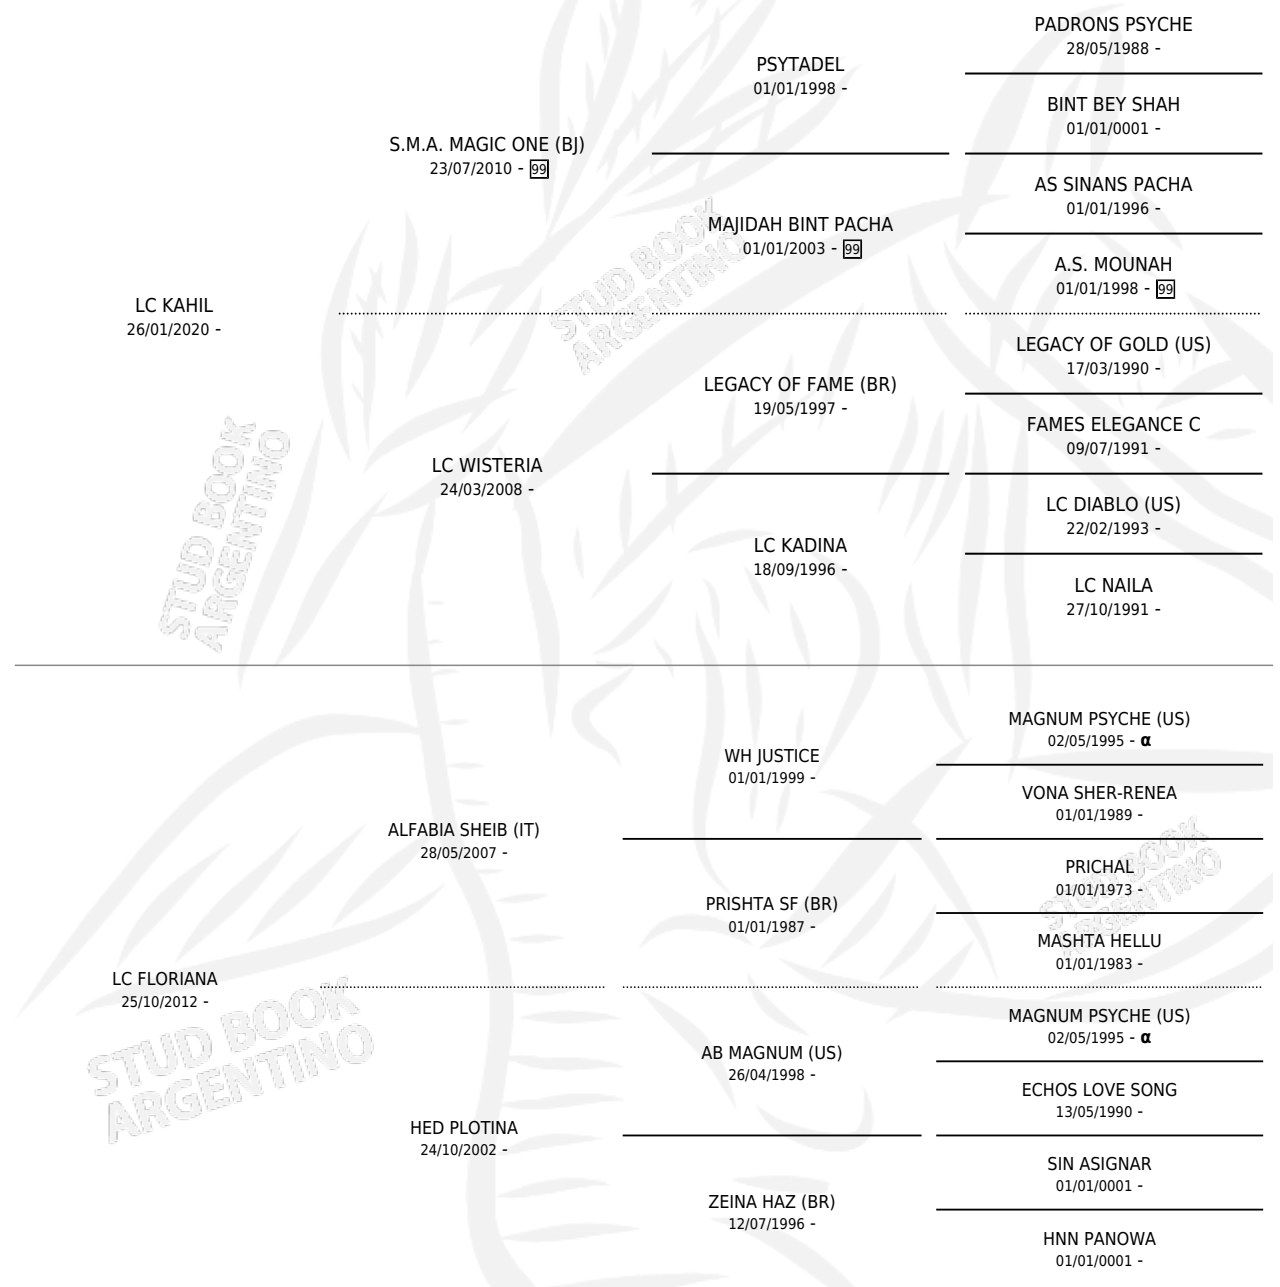 PADRONS PSYCHE
28/05/1988 -
PSYTADEL
01/01/1998 -
BINT BEY SHAH
01/01/0001 -
S.M.A. MAGIC ONE (BJ)
23/07/2010 - 99
AS SINANS PACHA
01/01/1996 -
MAJIDAH BINT PACHA
01/01/2003 - 99
A.S. MOUNAH
01/01/1998 - 99
LC KAHIL
26/01/2020 -
LEGACY OF GOLD (US)
17/03/1990 -
LEGACY OF FAME (BR)
19/05/1997 -
FAMES ELEGANCE C
09/07/1991 -
LC WISTERIA
24/03/2008 -
LC DIABLO (US)
22/02/1993 -
LC KADINA
18/09/1996 -
LC NAILA
27/10/1991 -
STUD BOOK
ARGENTINO
STUD BOOK
ARGENTINO
MAGNUM PSYCHE (US)
02/05/1995 - α
WH JUSTICE
01/01/1999 -
VONA SHER-RENEA
01/01/1989 -
ALFABIA SHEIB (IT)
28/05/2007 -
PRICHAL
01/01/1973 -
PRISHTA SF (BR)
01/01/1987 -
MASHTA HELLU
01/01/1983 -
STUD BOOK
ARGENTINO
LC FLORIANA
25/10/2012 -
MAGNUM PSYCHE (US)
02/05/1995 - α
AB MAGNUM (US)
26/04/1998 -
ECHOS LOVE SONG
13/05/1990 -
HED PLOTINA
24/10/2002 -
SIN ASIGNAR
01/01/0001 -
ZEINA HAZ (BR)
12/07/1996 -
HNN PANOWA
01/01/0001 -
STUD BOOK
ARGENTINO